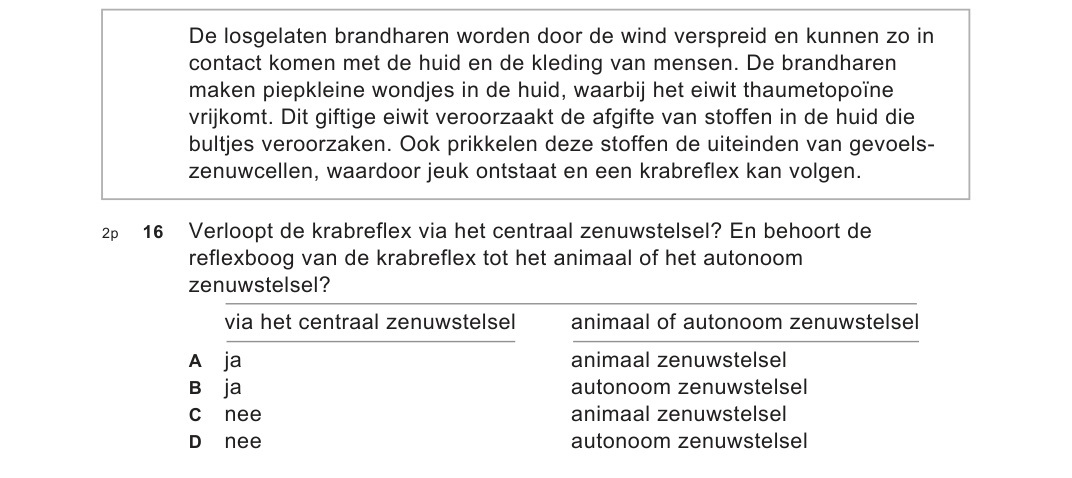 De losgelaten brandharen worden door de wind verspreid en kunnen zo in
contact komen met de huid en de kleding van mensen. De brandharen
maken piepkleine wondjes in de huid, waarbij het eiwit thaumetopoïne
vrijkomt. Dit giftige eiwit veroorzaakt de afgifte van stoffen in de huid die
bultjes veroorzaken. Ook prikkelen deze stoffen de uiteinden van gevoels-
zenuwcellen, waardoor jeuk ontstaat en een krabreflex kan volgen.
2p 16 Verloopt de krabreflex via het centraal zenuwstelsel? En behoort de
reflexboog van de krabreflex tot het animaal of het autonoom
zenuwstelsel?
via het centraal zenuwstelsel animaal of autonoom zenuwstelsel
A ja animaal zenuwstelsel
B ja autonoom zenuwstelsel
C nee animaal zenuwstelsel
D nee autonoom zenuwstelsel